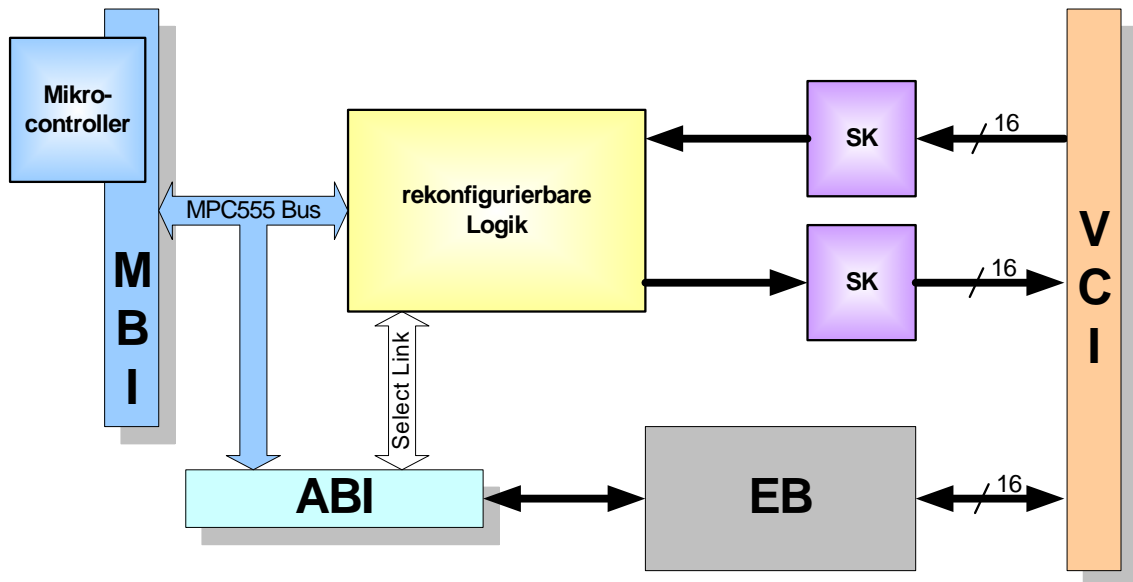 Mikro-
controller
MPC555 Bus
M
B
I
rekonfigurierbare
Logik
SK
16
SK
16
V
C
I
Select Link
ABI
EB
16